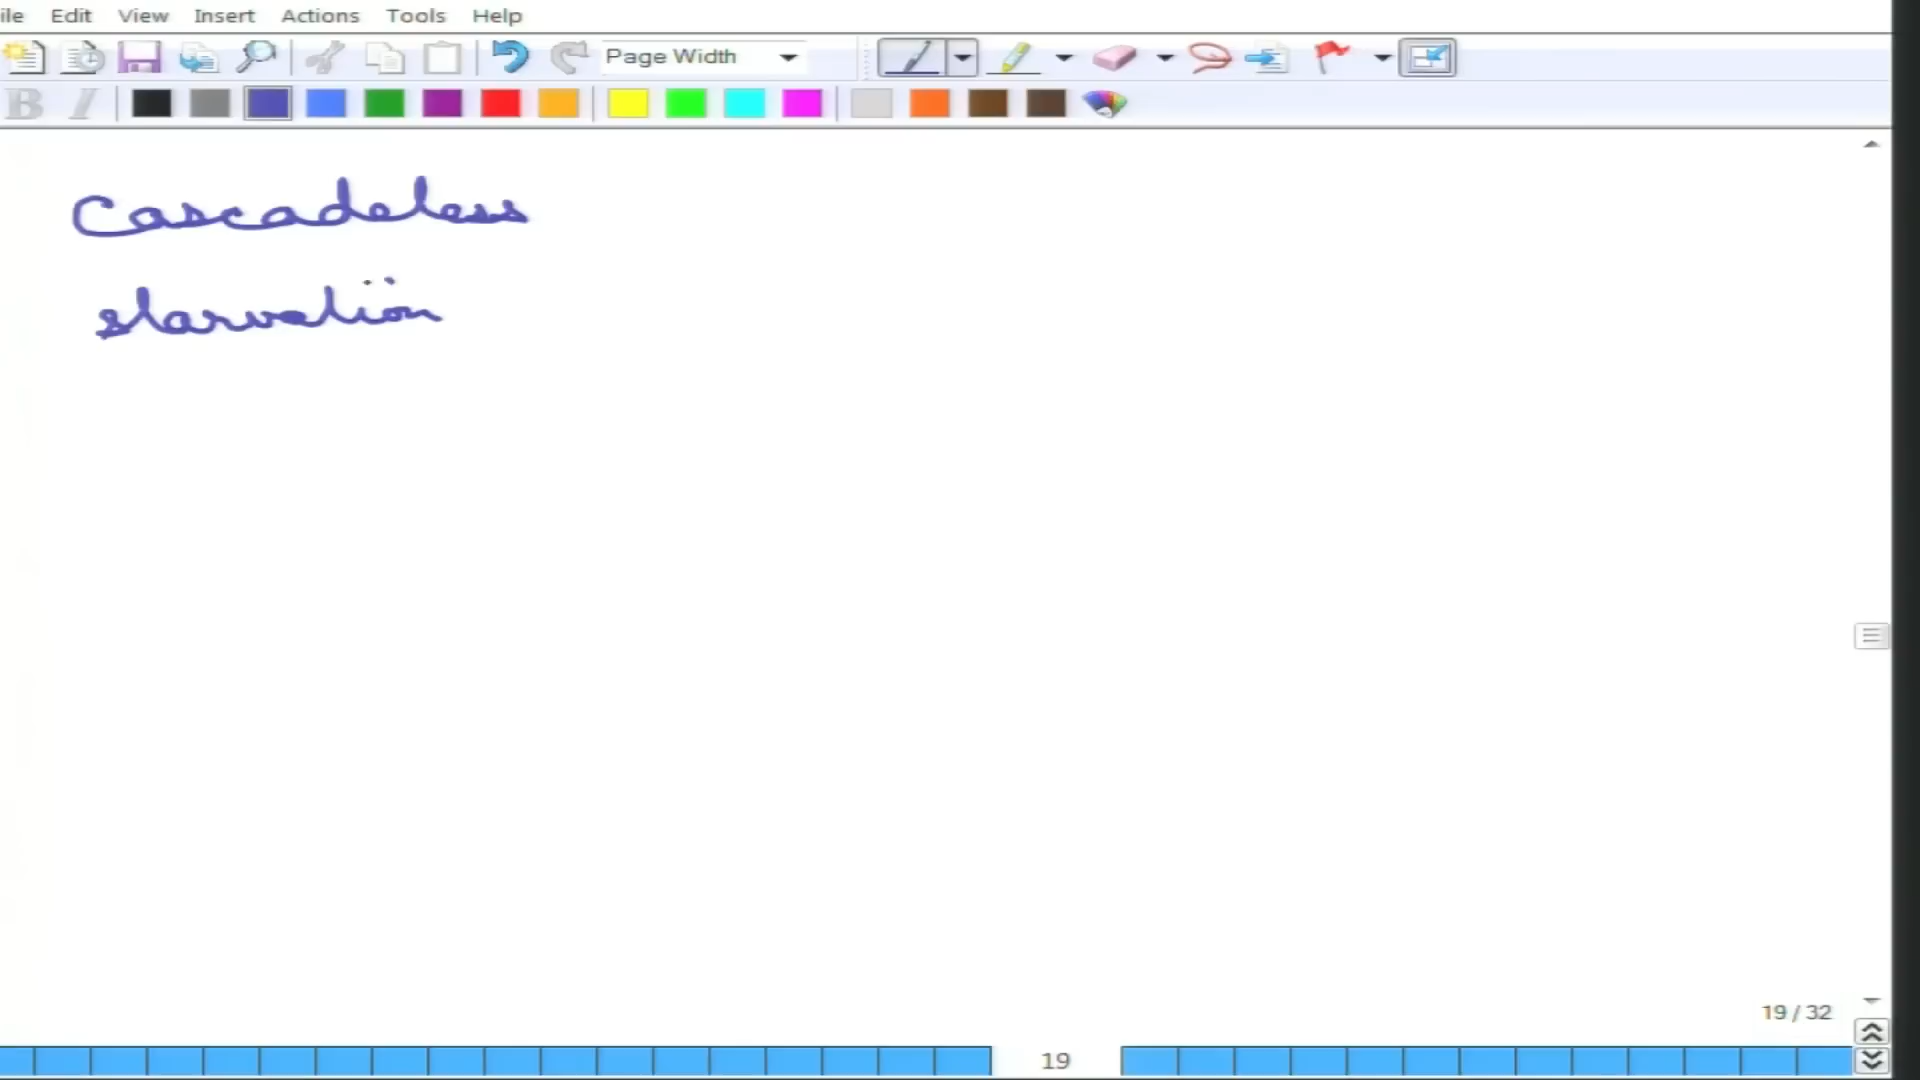 ile Edit View Insert Actions Tools Help
Page Width
B I
Cascadeless
starvation
19 / 32
19